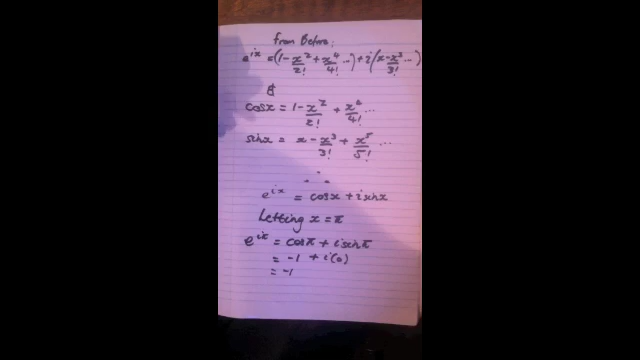 From Before:
e^{ix} = (1 - x²/2! + x⁴/4! ...) + i(x - x³/3! ...)
&
cosx = 1 - x²/2! + x⁴/4! ...
sinx = x - x³/3! + x⁵/5! ...
∴
e^{ix} = cosx + isinx
Letting x = π
e^{iπ} = cosπ + isinπ
= -1 + i(0)
= -1